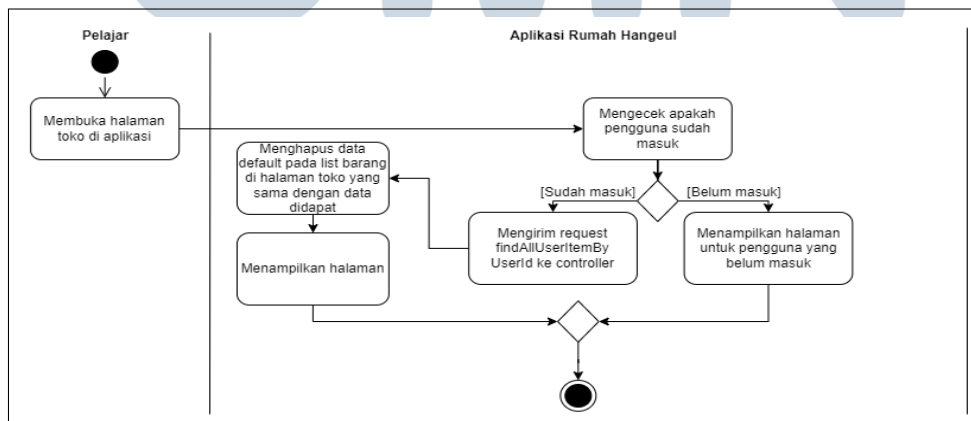 Pelajar
Aplikasi Rumah Hangeul
Membuka halaman
toko di aplikasi
Mengecek apakah
pengguna sudah
masuk
[Sudah masuk]
[Belum masuk]
Mengirim request
findAllUserItemBy
UserId ke controller
Menampilkan halaman
untuk pengguna yang
belum masuk
Menghapus data
default pada list barang
di halaman toko yang
sama dengan data
didapat
Menampilkan halaman